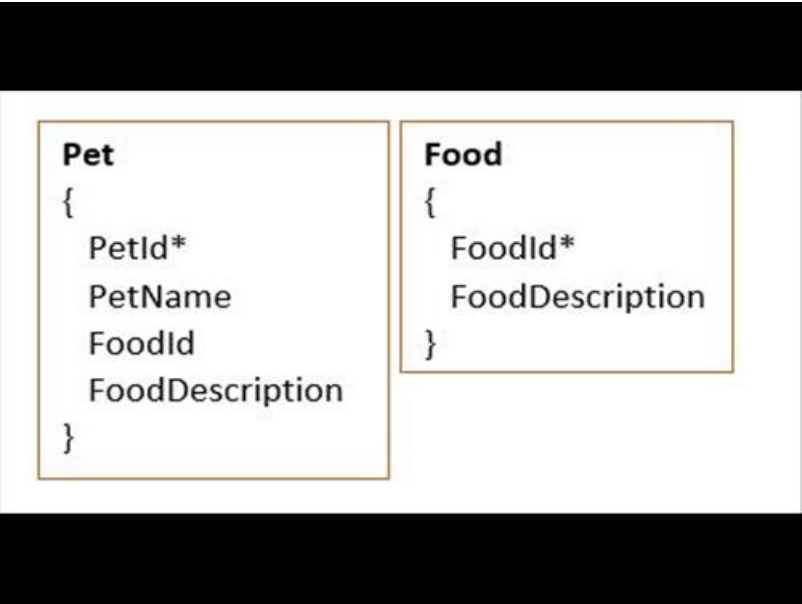 Pet
{
PetId*
PetName
FoodId
FoodDescription
}
Food
{
FoodId*
FoodDescription
}